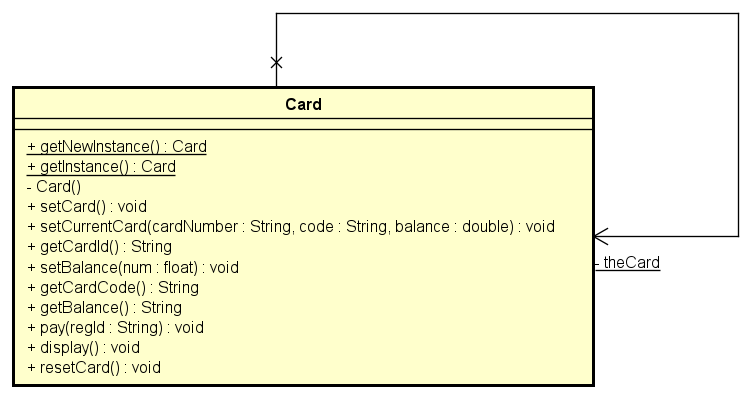 Card
+ getNewInstance() : Card
+ getInstance() : Card
- Card()
+ setCard() : void
+ setCurrentCard(cardNumber : String, code : String, balance : double) : void
+ getCardId() : String
+ setBalance(num : float) : void
- theCard
+ getCardCode() : String
+ getBalance() : String
+ pay(regId : String) : void
+ display() : void
+ resetCard() : void